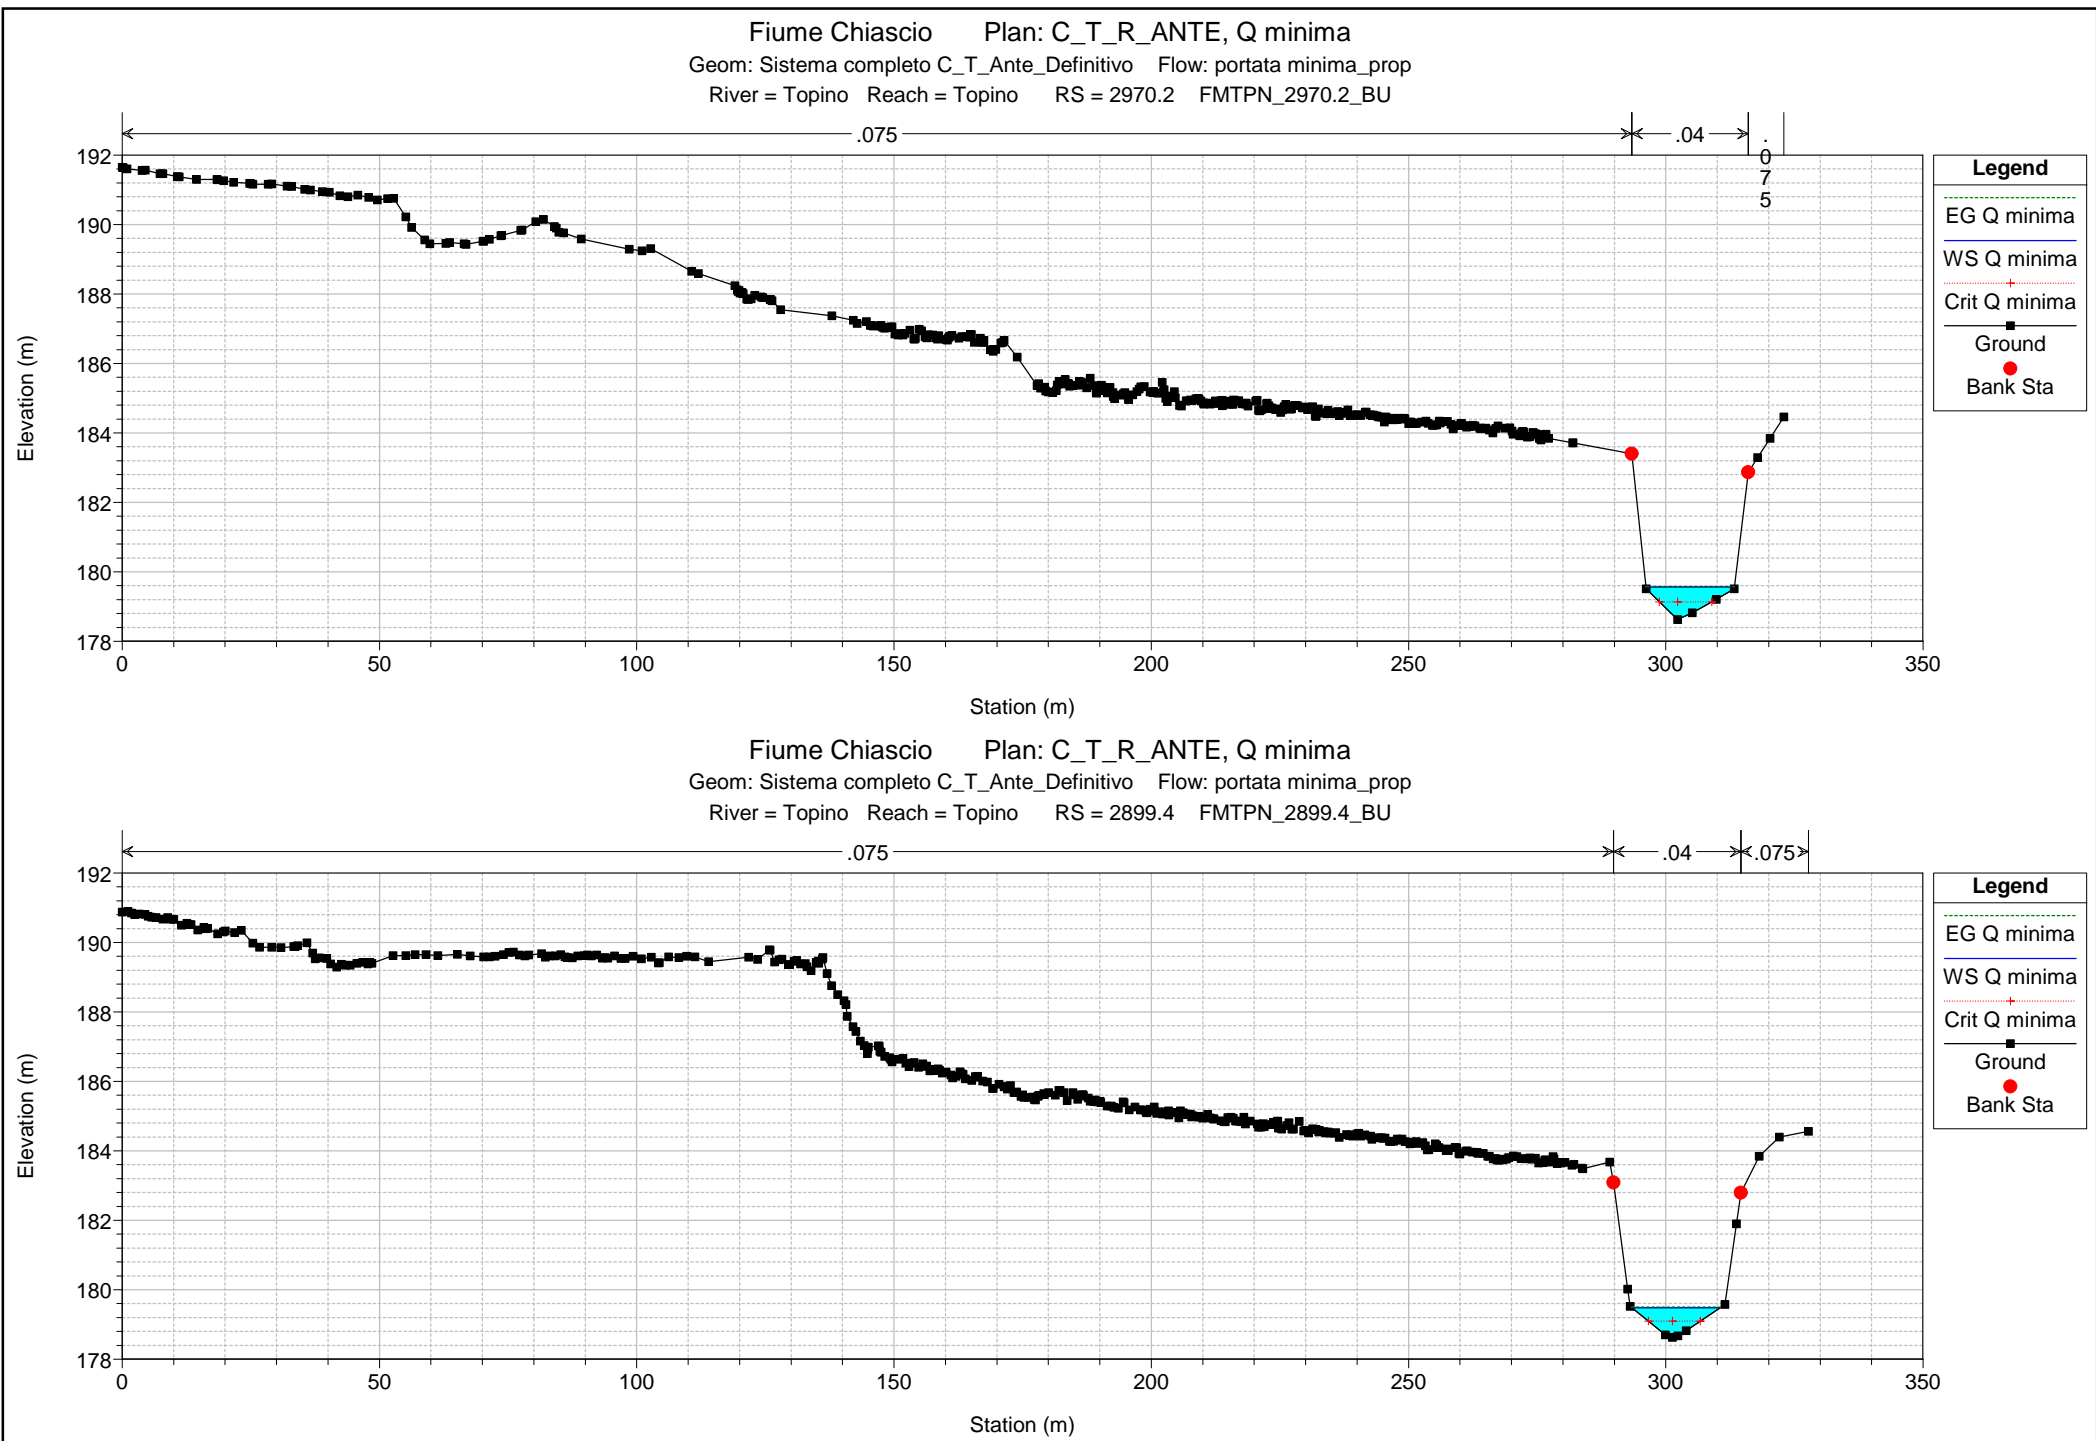 Fiume Chiascio Plan: C_T_R_ANTE, Q minima
Geom: Sistema completo C_T_Ante_Definitivo Flow: portata minima_prop
River = Topino Reach = Topino RS = 2970.2 FMTPN_2970.2_BU
.075 .04 .075
192
190
188
186
184
182
180
178
Elevation (m)
0 50 100 150 200 250 300 350
Station (m)
Legend
EG Q minima
WS Q minima
Crit Q minima
Ground
Bank Sta
Fiume Chiascio Plan: C_T_R_ANTE, Q minima
Geom: Sistema completo C_T_Ante_Definitivo Flow: portata minima_prop
River = Topino Reach = Topino RS = 2899.4 FMTPN_2899.4_BU
.075 .04 .075
192
190
188
186
184
182
180
178
Elevation (m)
0 50 100 150 200 250 300 350
Station (m)
Legend
EG Q minima
WS Q minima
Crit Q minima
Ground
Bank Sta